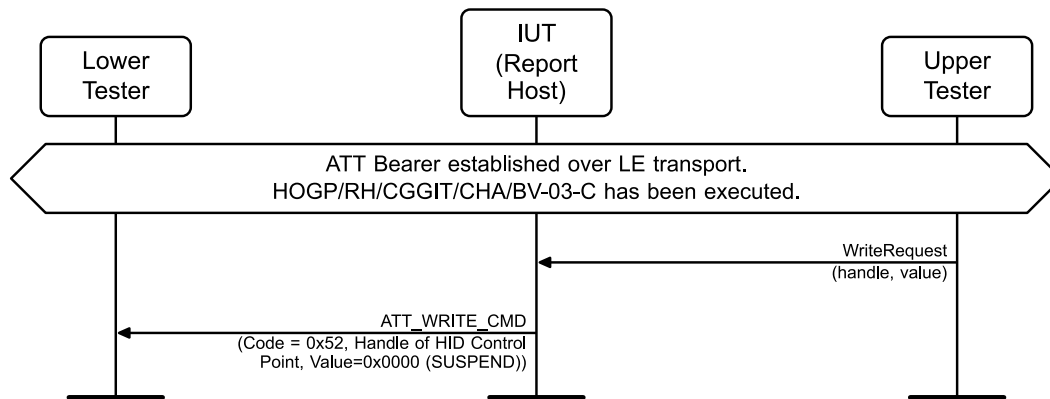 Lower
Tester
IUT
(Report
Host)
Upper
Tester
ATT Bearer established over LE transport.
HOGP/RH/CGGIT/CHA/BV-03-C has been executed.
WriteRequest
(handle, value)
ATT_WRITE_CMD
(Code = 0x52, Handle of HID Control
Point, Value=0x0000 (SUSPEND))